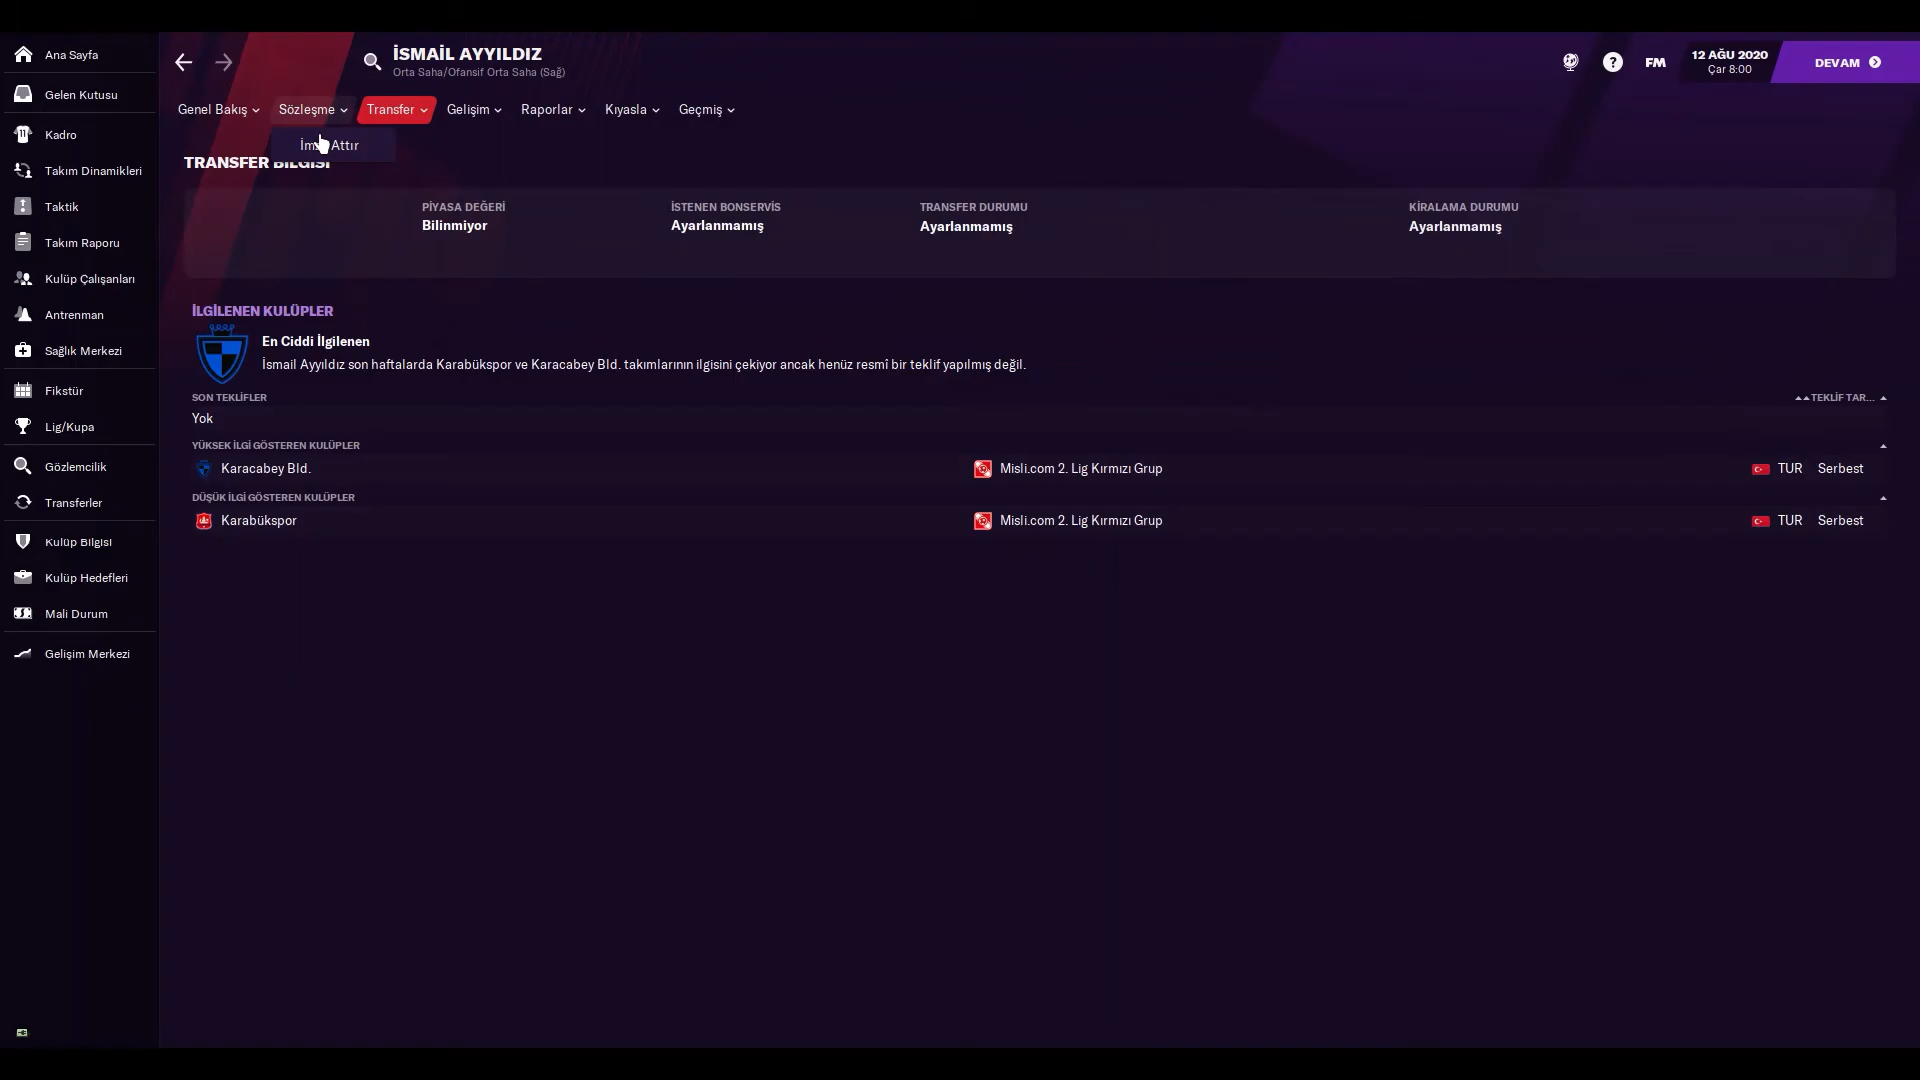 Ana Sayfa
Gelen Kutusu
Kadro
Takım Dinamikleri
Taktik
Takım Raporu
Kulüp Çalışanları
Antrenman
Sağlık Merkezi
Fikstür
Lig/Kupa
Gözlemcilik
Transferler
Kulüp Bilgisi
Kulüp Hedefleri
Mali Durum
Gelişim Merkezi
İSMAİL AYYILDIZ
Orta Saha/Ofansif Orta Saha (Sağ)
FM
12 AĞU 2020
Çar 8:00
DEVAM
Genel Bakış Sözleşme Transfer Gelişim Raporlar Kıyasla Geçmiş
Attır
TRANSFER BİLGİSİ
PİYASA DEĞERİ İSTENEN BONSERVİS TRANSFER DURUMU KİRALAMA DURUMU
Bilinmiyor Ayarlanmamış Ayarlanmamış Ayarlanmamış
İLGİLENEN KULÜPLER
En Ciddi İlgilenen
İsmail Ayyıldız son haftalarda Karabükspor ve Karacabey Bld. takımlarının ilgisini çekiyor ancak henüz resmî bir teklif yapılmış değil.
SON TEKLİFLER TEKLİF TAR...
Yok
YÜKSEK İLGİ GÖSTEREN KULÜPLER
Karacabey Bld. Misli.com 2. Lig Kırmızı Grup TUR Serbest
DÜŞÜK İLGİ GÖSTEREN KULÜPLER
Karabükspor Misli.com 2. Lig Kırmızı Grup TUR Serbest